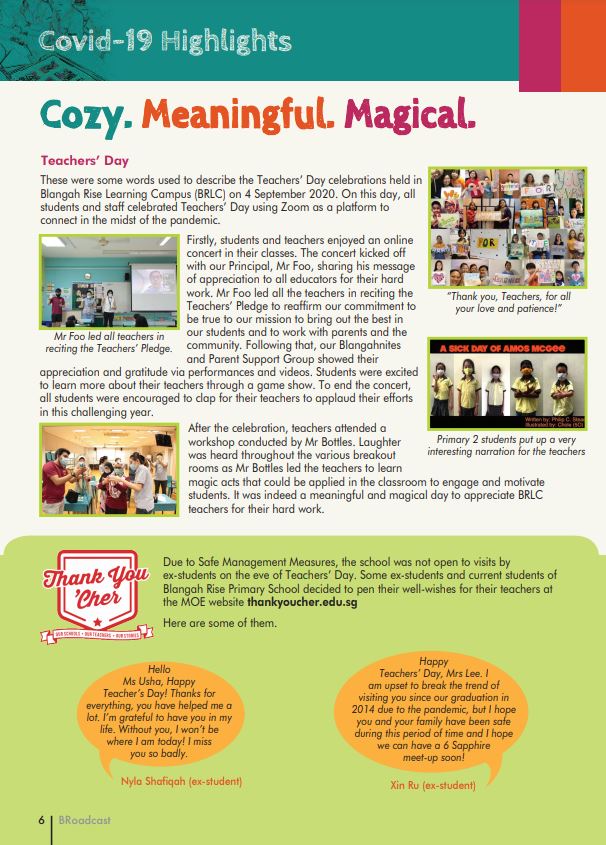 Covid-19 Highlights
Cozy. Meaningful. Magical.
Teachers’ Day
These were some words used to describe the Teachers’ Day celebrations held in
Blangah Rise Learning Campus (BRLC) on 4 September 2020. On this day, all
students and staff celebrated Teachers’ Day using Zoom as a platform to
connect in the midst of the pandemic.
Firstly, students and teachers enjoyed an online
concert in their classes. The concert kicked off
with our Principal, Mr Foo, sharing his message
of appreciation to all educators for their hard
work. Mr Foo led all the teachers in reciting the
Teachers’ Pledge to reaffirm our commitment to
be true to our mission to bring out the best in
our students and to work with parents and the
community. Following that, our Blangahnites
and Parent Support Group showed their
appreciation and gratitude via performances and videos. Students were excited
to learn more about their teachers through a game show. To end the concert,
all students were encouraged to clap for their teachers to applaud their efforts
in this challenging year.
Mr Foo led all teachers in
reciting the Teachers’ Pledge.
After the celebration, teachers attended a
workshop conducted by Mr Bottles. Laughter
was heard throughout the various breakout
rooms as Mr Bottles led the teachers to learn
magic acts that could be applied in the classroom to engage and motivate
students. It was indeed a meaningful and magical day to appreciate BRLC
teachers for their hard work.
FOR
FOR
“Thank you, Teachers, for all
your love and patience!”
A SICK DAY OF AMOS MCGEE
Written by: Philip C.
Illustrated by:
Primary 2 students put up a very
interesting narration for the teachers
Thank You
’Cher
OUR SCHOOLS • OUR TEACHERS • OUR STORIES
Due to Safe Management Measures, the school was not open to visits by
ex-students on the eve of Teachers’ Day. Some ex-students and current students of
Blangah Rise Primary School decided to pen their well-wishes for their teachers at
the MOE website thankyoucher.edu.sg
Here are some of them.
Hello
Ms Usha, Happy
Teacher’s Day! Thanks for
everything, you have helped me a
lot. I’m grateful to have you in my
life. Without you, I won’t be
where I am today! I miss
you so badly.
Nyla Shafiqah (ex-student)
Happy
Teachers’ Day, Mrs Lee. I
am upset to break the trend of
visiting you since our graduation in
2014 due to the pandemic, but I hope
you and your family have been safe
during this period of time and I hope
we can have a 6 Sapphire
meet-up soon!
Xin Ru (ex-student)
6
BRoadcast